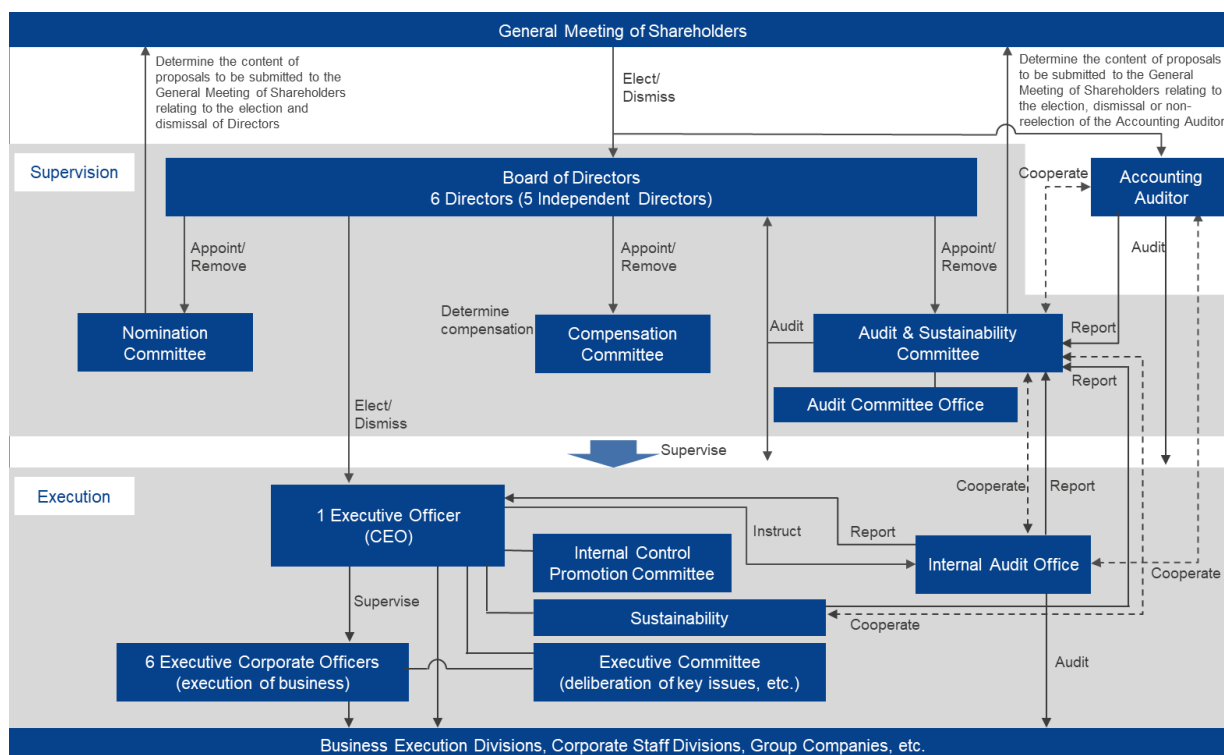 General Meeting of Shareholders
Determine the content of
proposals to be submitted to the
General Meeting of Shareholders
relating to the election and
dismissal of Directors
Elect/
Dismiss
Determine the content of proposals
to be submitted to the General
Meeting of Shareholders relating to
the election, dismissal or non-
reelection of the Accounting Auditor
Supervision
Board of Directors
6 Directors (5 Independent Directors)
Cooperate
Accounting
Auditor
Appoint/
Remove
Appoint/
Remove
Appoint/
Remove
Audit
Nomination
Committee
Determine
compensation
Compensation
Committee
Audit
Audit & Sustainability
Committee
Report
Report
Audit Committee Office
Elect/
Dismiss
Supervise
Execution
1 Executive Officer
(CEO)
Instruct
Report
Cooperate
Report
Internal Control
Promotion Committee
Internal Audit Office
Cooperate
Supervise
Sustainability
Cooperate
6 Executive Corporate Officers
(execution of business)
Executive Committee
(deliberation of key issues, etc.)
Audit
Business Execution Divisions, Corporate Staff Divisions, Group Companies, etc.